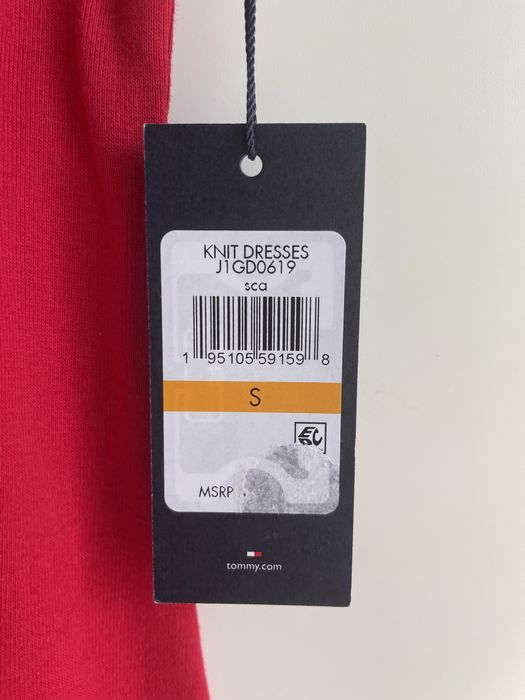 KNIT DRESSES
J1GD0619
sca
1 95105 59159 8
S
MSRP
tommy.com